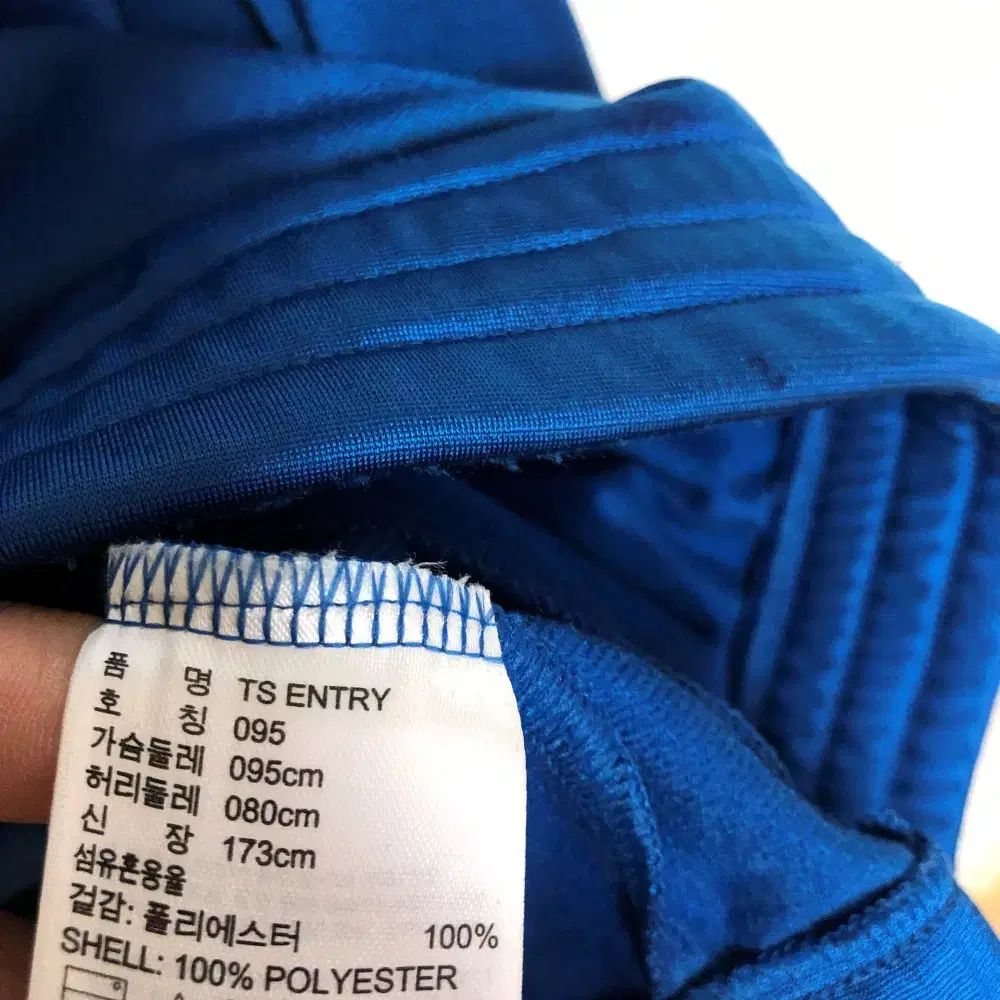 품 명 TS ENTRY
호 칭 095
가슴둘레 095cm
허리둘레 080cm
신 장 173cm
섬유혼용율
겉감: 폴리에스터 100%
SHELL: 100% POLYESTER